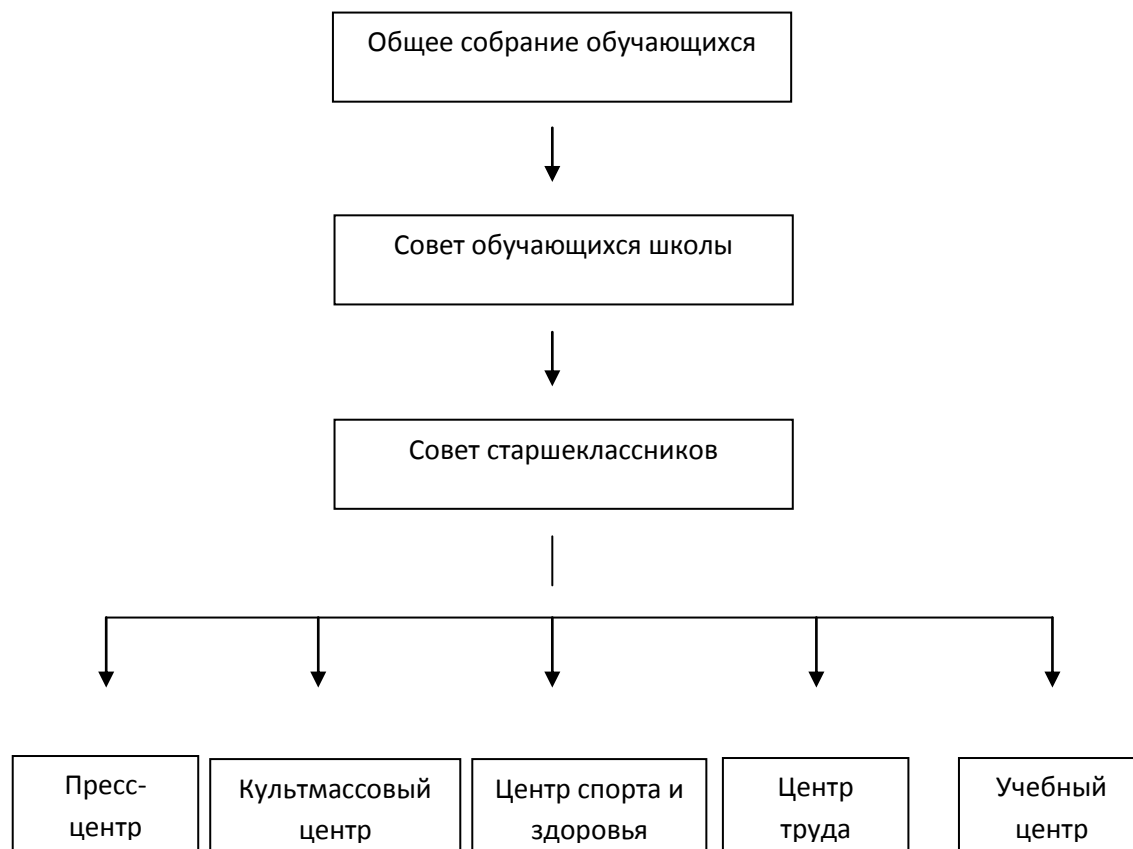 Общее собрание обучающихся
Совет обучающихся школы
Совет старшеклассников
Пресс-
центр
Культмассовый
центр
Центр спорта и
здоровья
Центр
труда
Учебный
центр